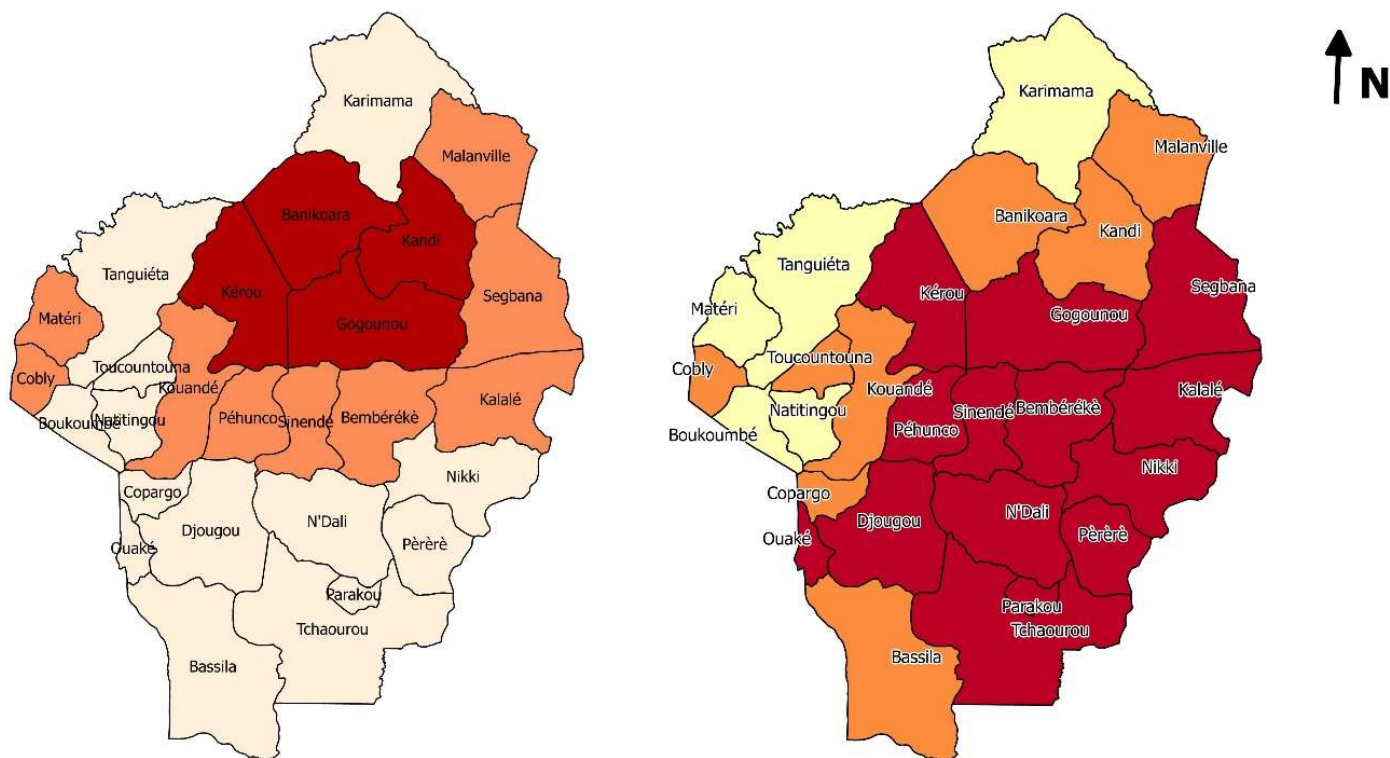 Karimama
Malanville
Banikoara
Kandi
Tanguiéta
Kérou
Segbana
Gogounou
Matéri
Toucountouna
Cobly
Kouandé
Kalalé
Boukoumbé
Natitingou
Péhunco
Sinendé
Bembérékè
Nikki
Copargo
N'Dali
Djougou
Ouaké
Pèrèrè
Parakou
Tchaourou
Bassila
N
Karimama
Malanville
Banikoara
Kandi
Tanguiéta
Kérou
Segbana
Gogounou
Matéri
Toucountouna
Cobly
Kouandé
Kalalé
Natitingou
Sinendé
Bembérékè
Boukoumbé
Péhunco
Nikki
Copargo
Djougou
N'Dali
Ouaké
Pèrèrè
Parakou
Tchaourou
Bassila